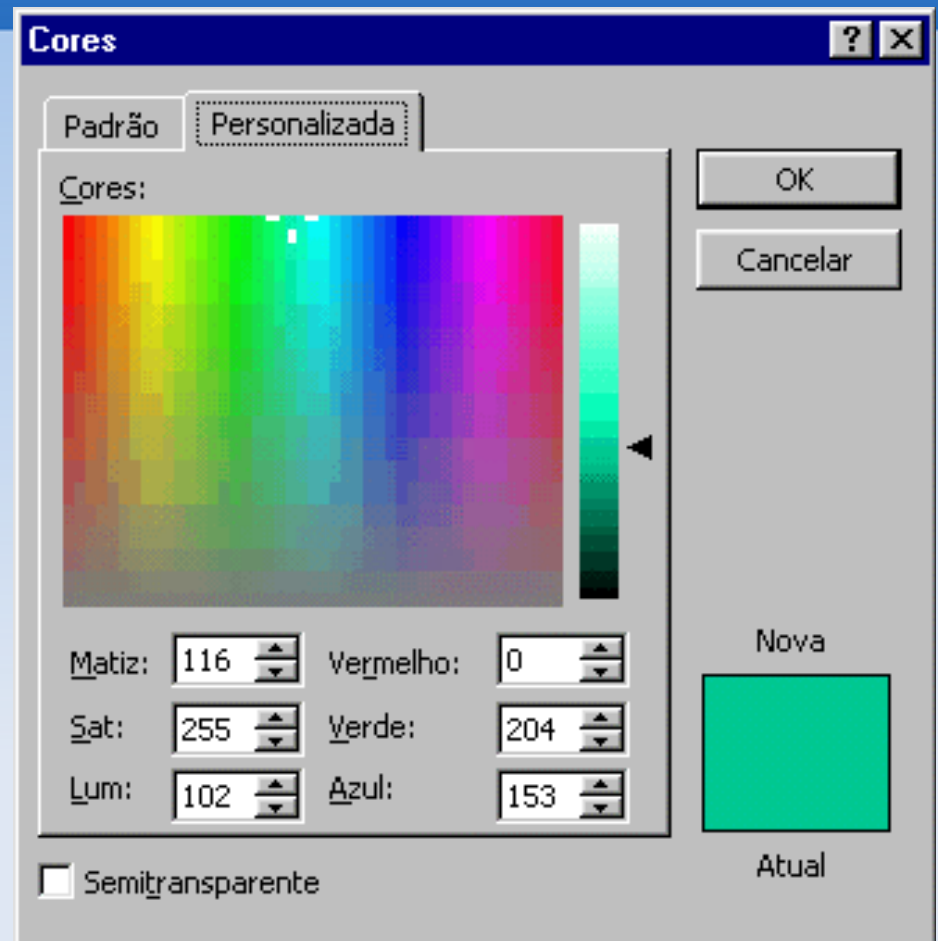 Cores
Padrão Personalizada
Cores:
OK
Cancelar
Matiz: 116 Vermelho: 0
Sat: 255 Verde: 204
Lum: 102 Azul: 153
Nova
Atual
Semitransparente